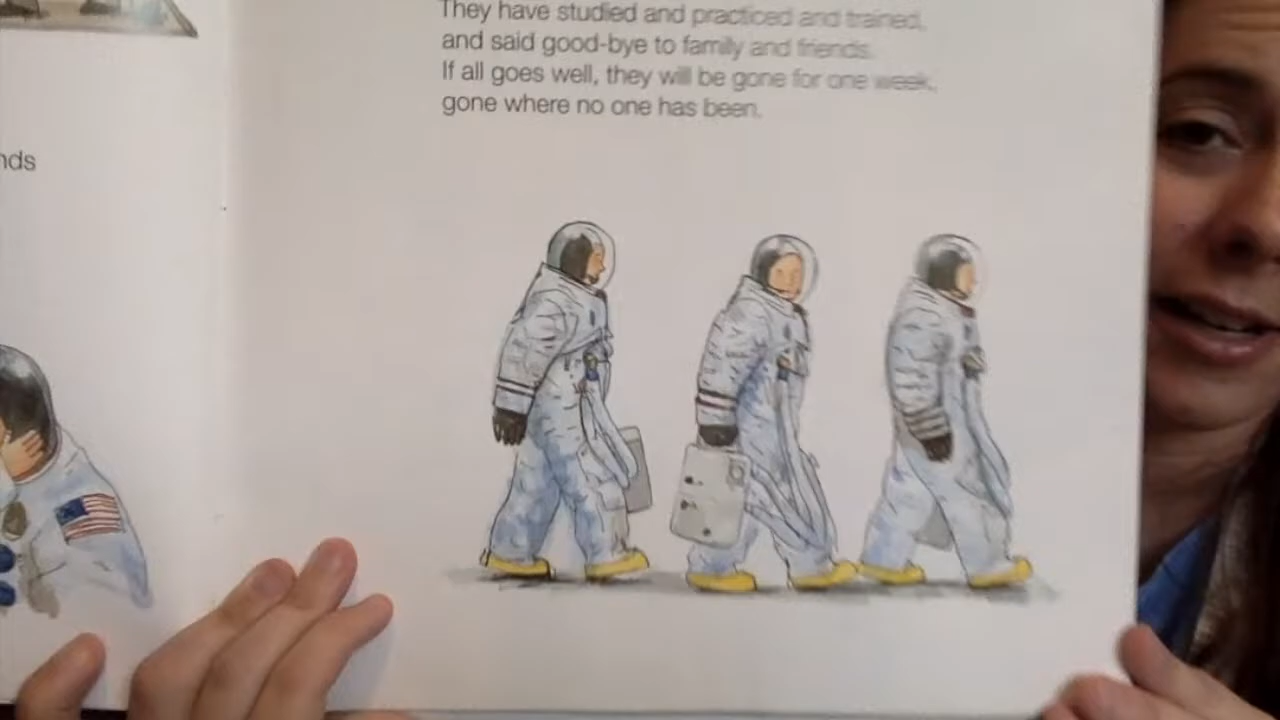 They have studied and practiced and trained,
and said good-bye to family and friends.
If all goes well, they will be gone for one week,
gone where no one has been.
nds